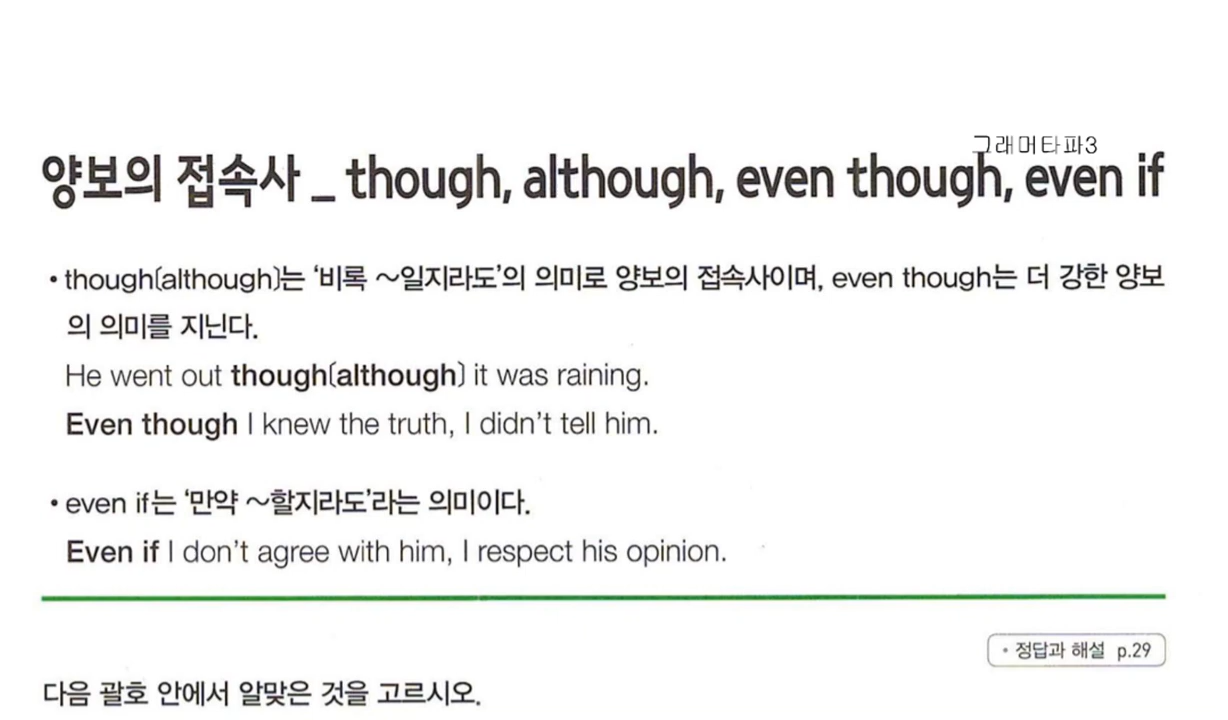 그래머타파3
양보의 접속사 _ though, although, even though, even if
• though(although)는 ‘비록 ~일지라도’의 의미로 양보의 접속사이며, even though는 더 강한 양보
의 의미를 지닌다.
He went out though(although) it was raining.
Even though I knew the truth, I didn’t tell him.
• even if는 ‘만약 ~할지라도’라는 의미이다.
Even if I don’t agree with him, I respect his opinion.
• 정답과 해설 p.29
다음 괄호 안에서 알맞은 것을 고르시오.